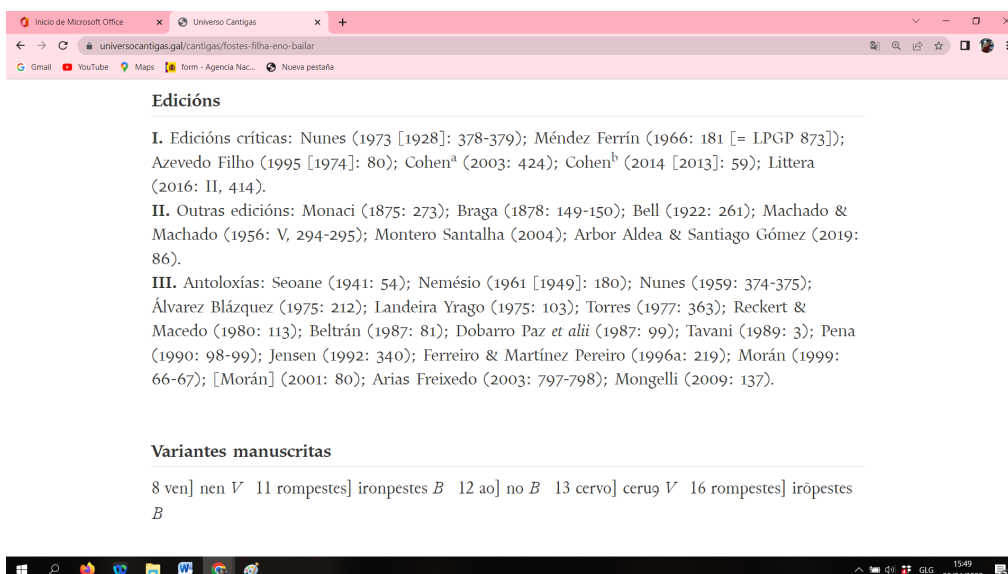 Inicio de Microsoft Office
Universo Cantigas
universocantigas.gal/cantigas/fostes-filha-eno-bailar
Gmail YouTube Maps form - Agencia Nac... Nueva pestaña
Edicións
I. Edicións críticas: Nunes (1973 [1928]: 378-379); Méndez Ferrín (1966: 181 [= LPGP 873]);
Azevedo Filho (1995 [1974]: 80); Cohenª (2003: 424); Cohenᵇ (2014 [2013]: 59); Littera
(2016: II, 414).
II. Outras edicións: Monaci (1875: 273); Braga (1878: 149-150); Bell (1922: 261); Machado &
Machado (1956: V, 294-295); Montero Santalha (2004); Arbor Aldea & Santiago Gómez (2019:
86).
III. Antoloxías: Seoane (1941: 54); Nemésio (1961 [1949]: 180); Nunes (1959: 374-375);
Álvarez Blázquez (1975: 212); Landeira Yrago (1975: 103); Torres (1977: 363); Reckert &
Macedo (1980: 113); Beltrán (1987: 81); Dobarro Paz et alii (1987: 99); Tavani (1989: 3); Pena
(1990: 98-99); Jensen (1992: 340); Ferreiro & Martínez Pereiro (1996a: 219); Morán (1999:
66-67); [Morán] (2001: 80); Arias Freixedo (2003: 797-798); Mongelli (2009: 137).
Variantes manuscritas
8 ven] nen V 11 rompestes] ironpestes B 12 ao] no B 13 cervo] ceruꝯ V 16 rompestes] irōpestes
B
GLG 15:49